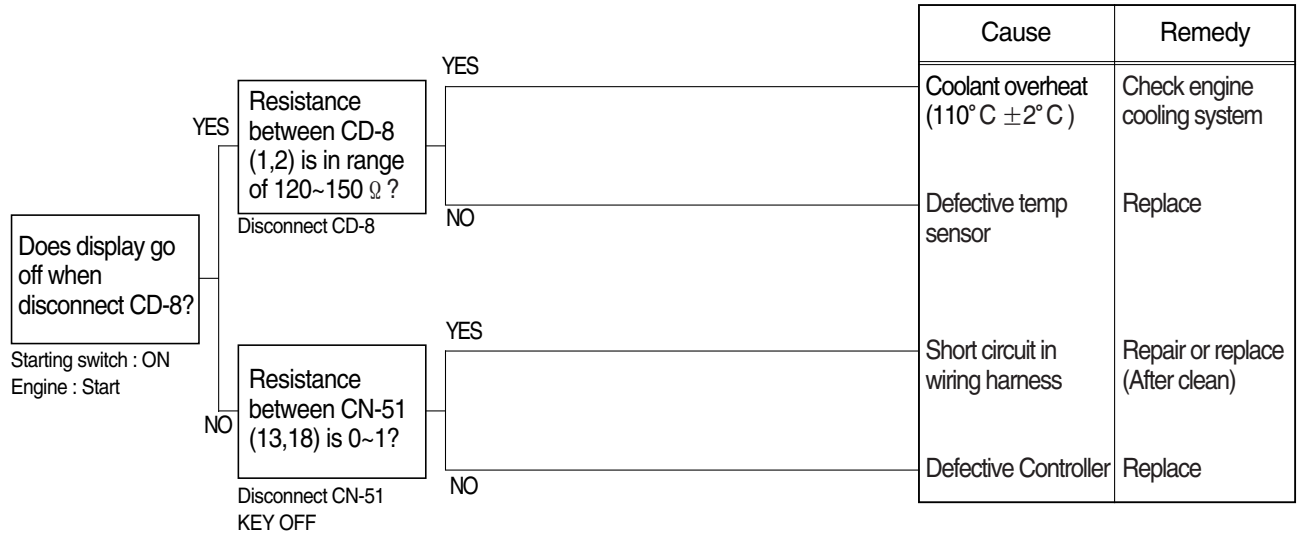 Does display go
off when
disconnect CD-8?
Starting switch : ON
Engine : Start
YES
Resistance
between CD-8
(1,2) is in range
of 120~150 Ω ?
Disconnect CD-8
NO
Resistance
between CN-51
(13,18) is 0~1?
Disconnect CN-51
KEY OFF
YES
NO
YES
NO
Cause
Remedy
Coolant overheat
(110°C ±2°C )
Check engine
cooling system
Defective temp
sensor
Replace
Short circuit in
wiring harness
Repair or replace
(After clean)
Defective Controller
Replace